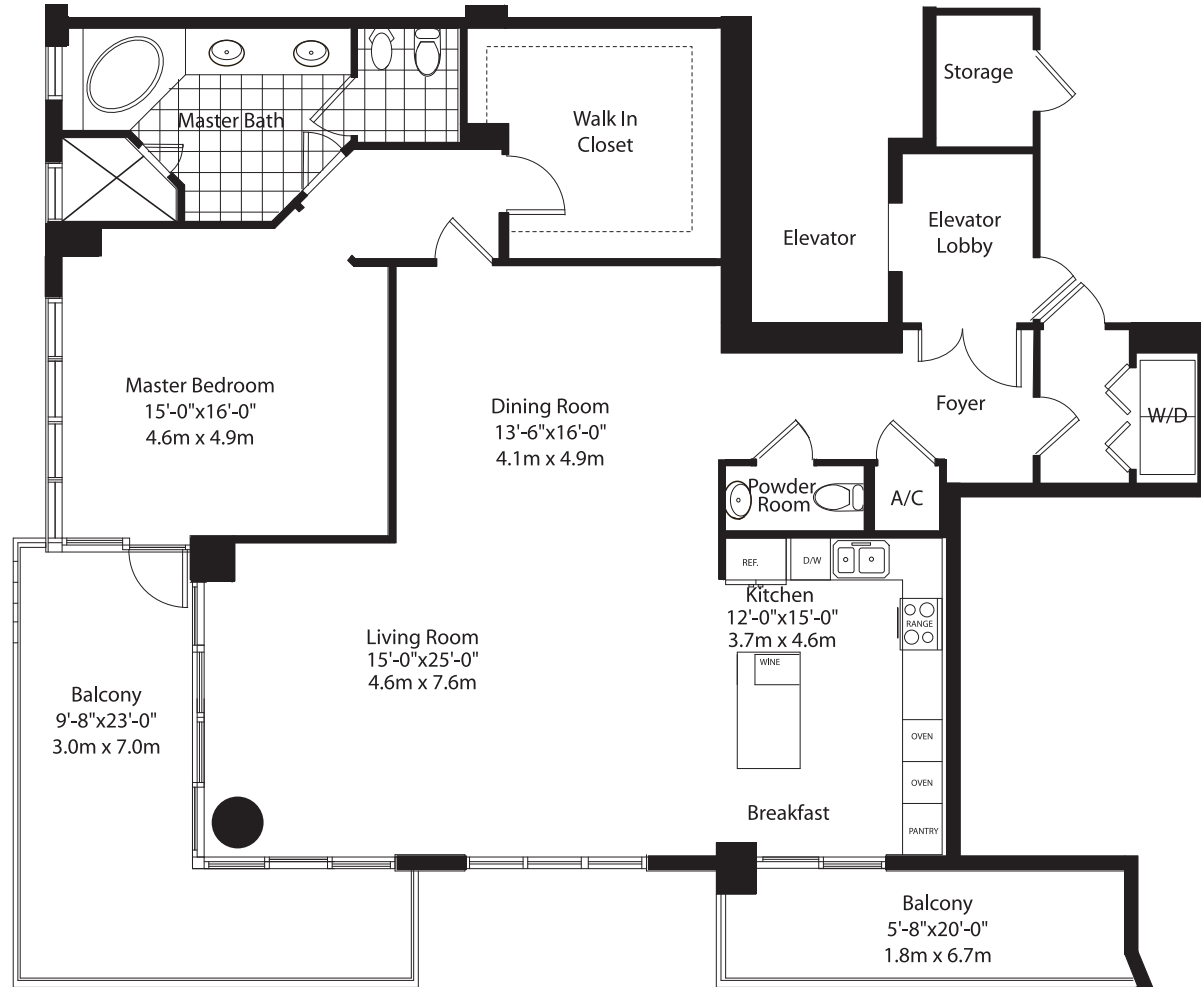 Storage
Master Bath
Walk In
Closet
Elevator
Elevator
Lobby
Master Bedroom
15'-0"x16'-0"
4.6m x 4.9m
Dining Room
13'-6"x16'-0"
4.1m x 4.9m
Foyer
W/D
Powder
Room
A/C
REF.
D/W
Kitchen
12'-0"x15'-0"
3.7m x 4.6m
RANGE
Living Room
15'-0"x25'-0"
4.6m x 7.6m
WINE
Balcony
9'-8"x23'-0"
3.0m x 7.0m
OVEN
OVEN
Breakfast
PANTRY
Balcony
5'-8"x20'-0"
1.8m x 6.7m